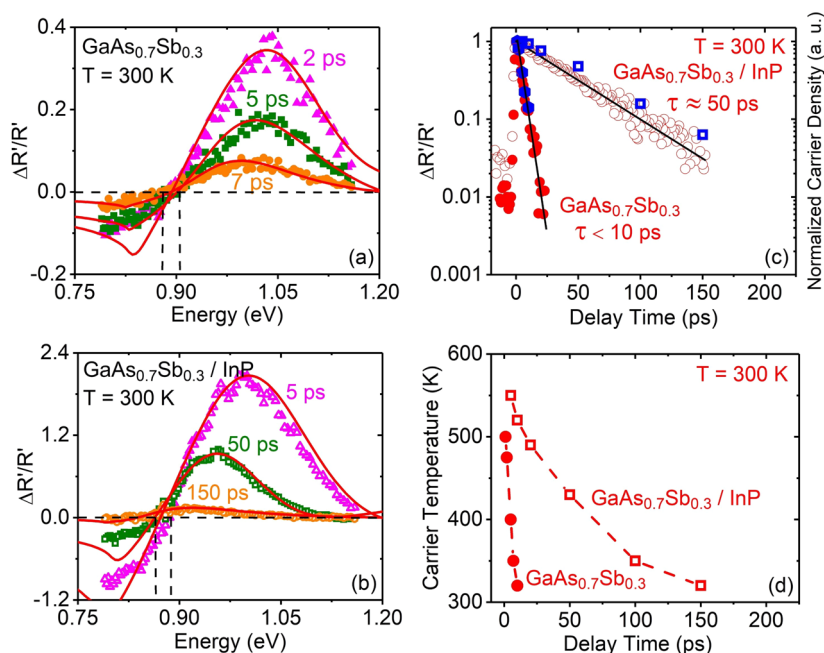 GaAs0.7Sb0.3
T = 300 K
2 ps
5 ps
7 ps
(a)
ΔR'/R'
0.4
0.2
0.0
-0.2
0.75 0.90 1.05 1.20
Energy (eV)
T = 300 K
GaAs0.7Sb0.3 / InP
τ ≈ 50 ps
GaAs0.7Sb0.3
τ < 10 ps
(c)
ΔR'/R'
Normalized Carrier Density (a. u.)
1
0.1
0.01
0.001
0 50 100 150 200
Delay Time (ps)
GaAs0.7Sb0.3 / InP
T = 300 K
5 ps
50 ps
150 ps
(b)
ΔR'/R'
2.4
1.2
0.0
-1.2
0.75 0.90 1.05 1.20
Energy (eV)
T = 300 K
GaAs0.7Sb0.3 / InP
GaAs0.7Sb0.3
(d)
Carrier Temperature (K)
600
500
400
300
0 50 100 150 200
Delay Time (ps)